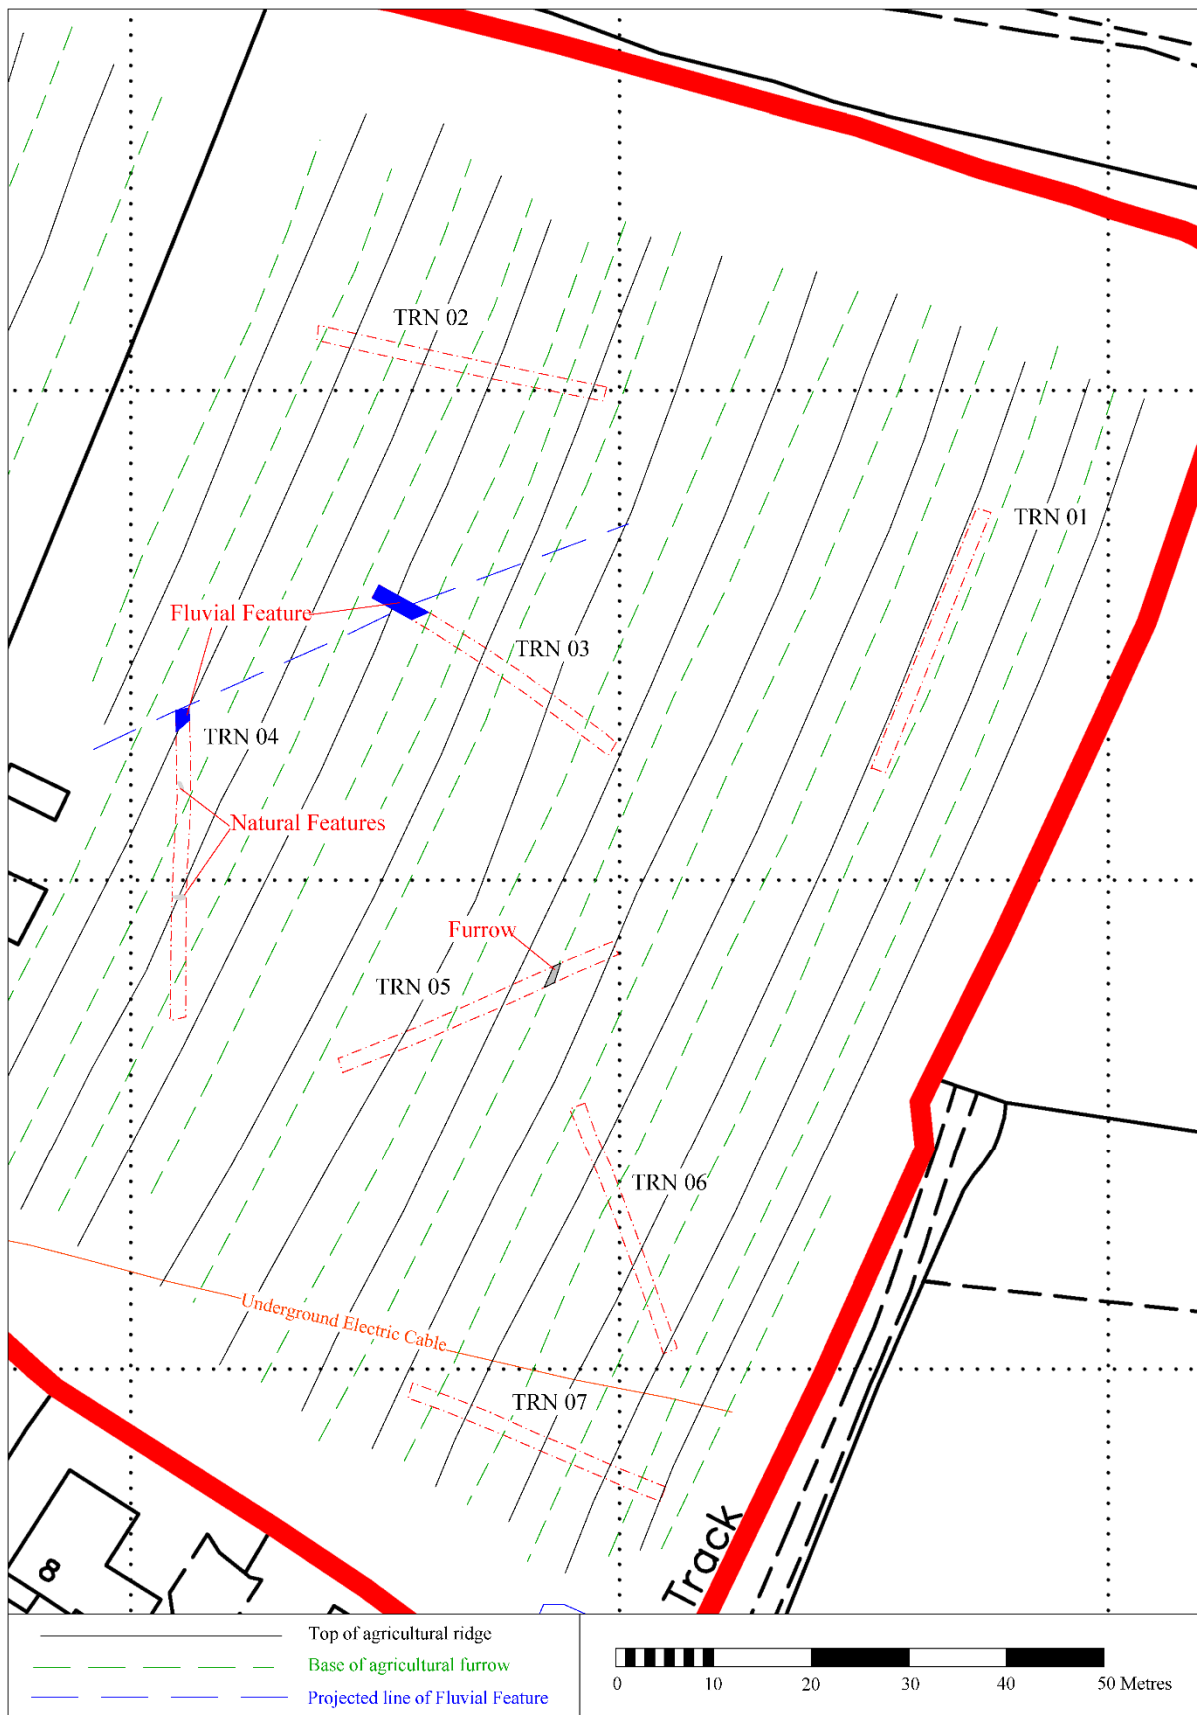 TRN 02
TRN 01
Fluvial Feature
TRN 03
TRN 04
Natural Features
Furrow
TRN 05
TRN 06
Underground Electric Cable
TRN 07
Track
8
Top of agricultural ridge
Base of agricultural furrow
Projected line of Fluvial Feature
0 10 20 30 40 50 Metres